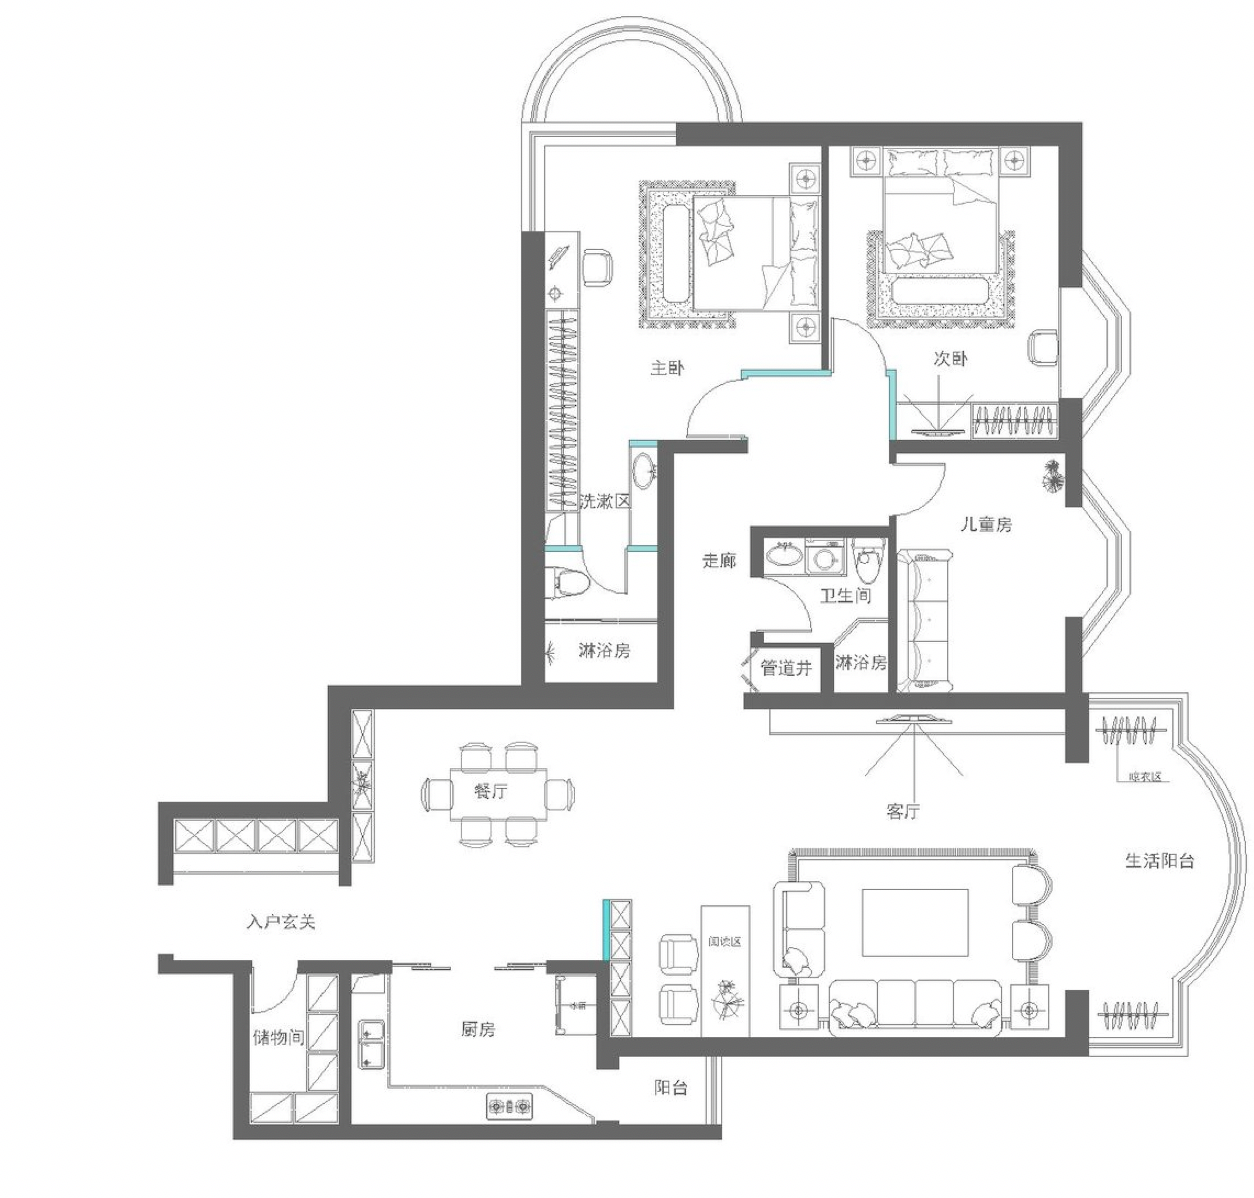 主卧
次卧
洗漱区
儿童房
走廊
卫生间
淋浴房
管道井
淋浴房
餐厅
晾衣区
客厅
生活阳台
入户玄关
阅读区
冰箱
储物间
厨房
阳台